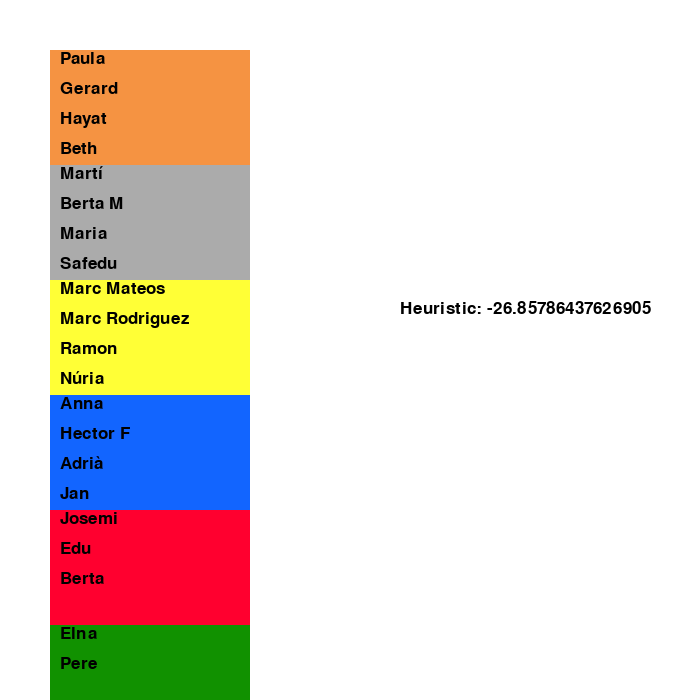 Paula
Gerard
Hayat
Beth
Martí
Berta M
Maria
Safedu
Marc Mateos
Heuristic: -26.85786437626905
Marc Rodriguez
Ramon
Núria
Anna
Hector F
Adrià
Jan
Josemi
Edu
Berta
Elna
Pere